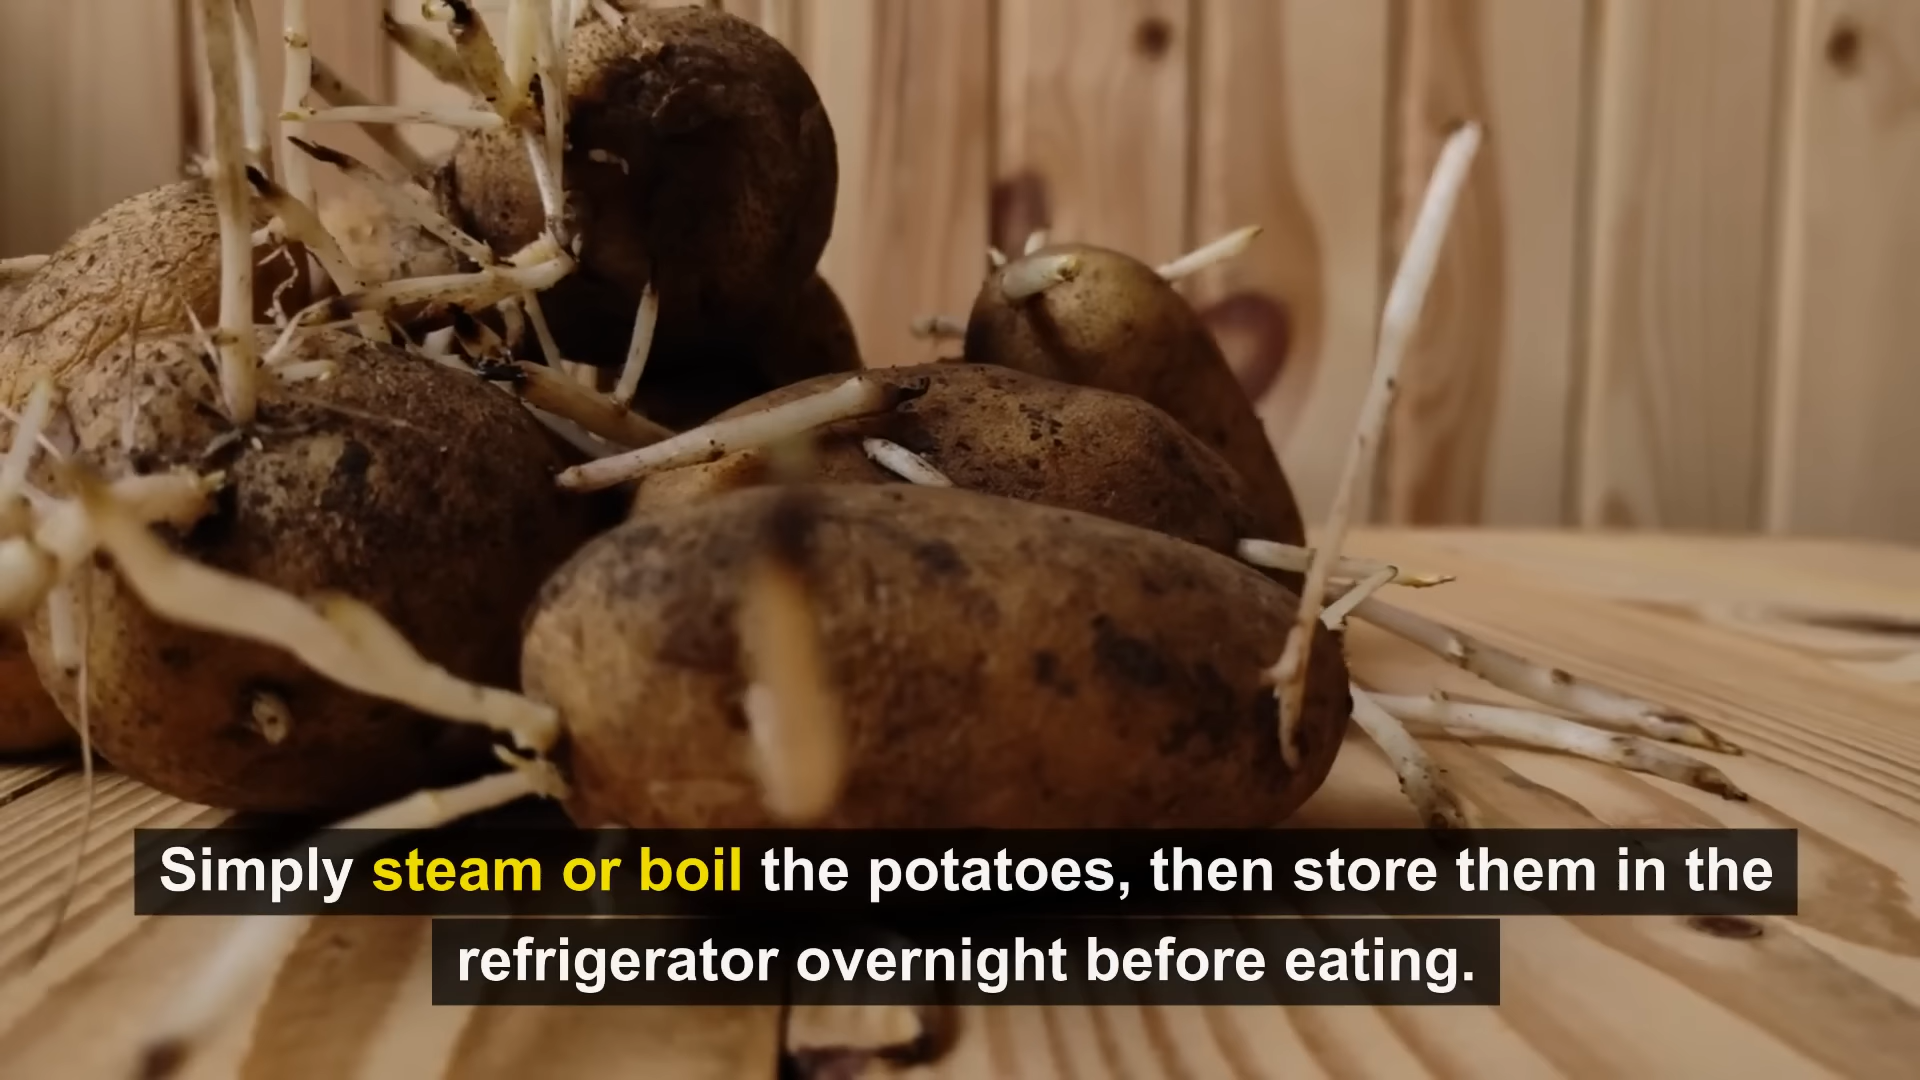 Simply steam or boil the potatoes, then store them in the
refrigerator overnight before eating.